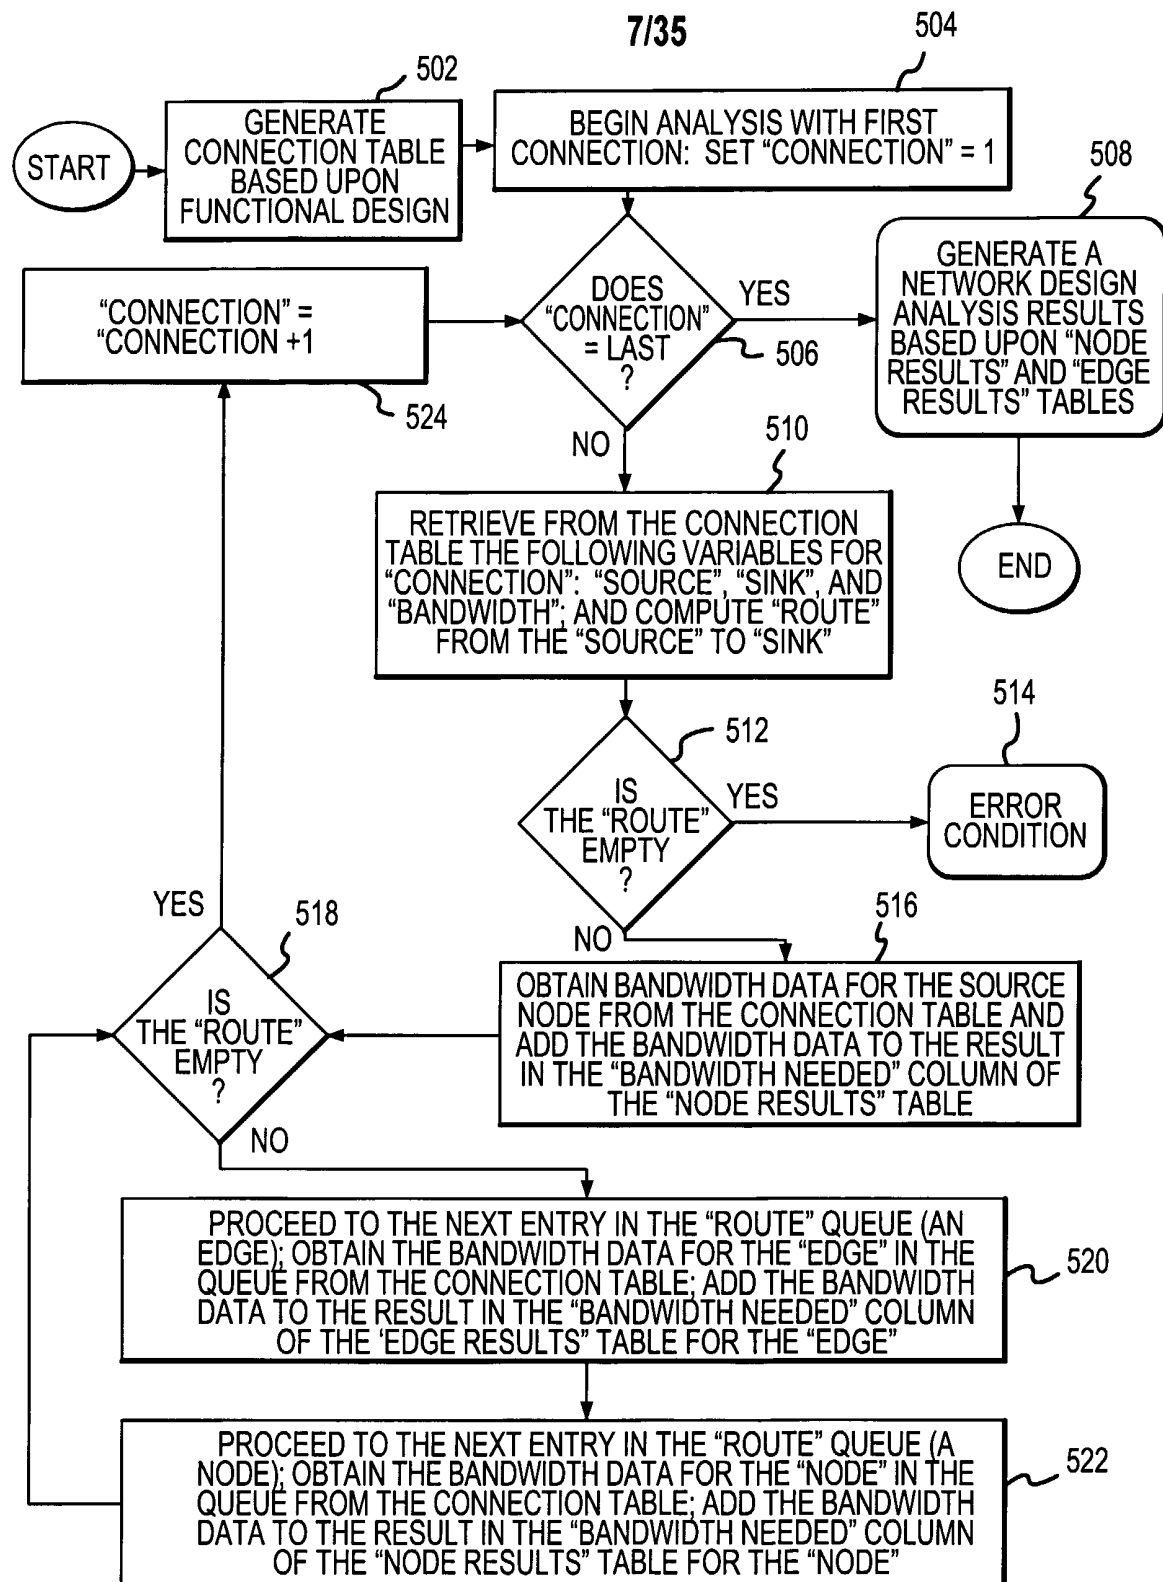 7/35
504
502
START
GENERATE
CONNECTION TABLE
BASED UPON
FUNCTIONAL DESIGN
BEGIN ANALYSIS WITH FIRST
CONNECTION: SET “CONNECTION” = 1
508
“CONNECTION” =
“CONNECTION +1
524
DOES
“CONNECTION”
= LAST
?
YES
506
NO
GENERATE A
NETWORK DESIGN
ANALYSIS RESULTS
BASED UPON “NODE
RESULTS” AND “EDGE
RESULTS” TABLES
END
510
RETRIEVE FROM THE CONNECTION
TABLE THE FOLLOWING VARIABLES FOR
“CONNECTION”: “SOURCE”, “SINK”, AND
“BANDWIDTH”; AND COMPUTE “ROUTE”
FROM THE “SOURCE” TO “SINK”
512
IS
THE “ROUTE”
EMPTY
?
YES
NO
514
ERROR
CONDITION
516
OBTAIN BANDWIDTH DATA FOR THE SOURCE
NODE FROM THE CONNECTION TABLE AND
ADD THE BANDWIDTH DATA TO THE RESULT
IN THE “BANDWIDTH NEEDED” COLUMN OF
THE “NODE RESULTS” TABLE
YES
518
IS
THE “ROUTE”
EMPTY
?
NO
PROCEED TO THE NEXT ENTRY IN THE “ROUTE” QUEUE (AN
EDGE); OBTAIN THE BANDWIDTH DATA FOR THE “EDGE” IN THE
QUEUE FROM THE CONNECTION TABLE; ADD THE BANDWIDTH
DATA TO THE RESULT IN THE “BANDWIDTH NEEDED” COLUMN
OF THE ‘EDGE RESULTS” TABLE FOR THE “EDGE”
520
PROCEED TO THE NEXT ENTRY IN THE “ROUTE” QUEUE (A
NODE); OBTAIN THE BANDWIDTH DATA FOR THE “NODE” IN THE
QUEUE FROM THE CONNECTION TABLE; ADD THE BANDWIDTH
DATA TO THE RESULT IN THE “BANDWIDTH NEEDED” COLUMN
OF THE “NODE RESULTS” TABLE FOR THE “NODE”
522